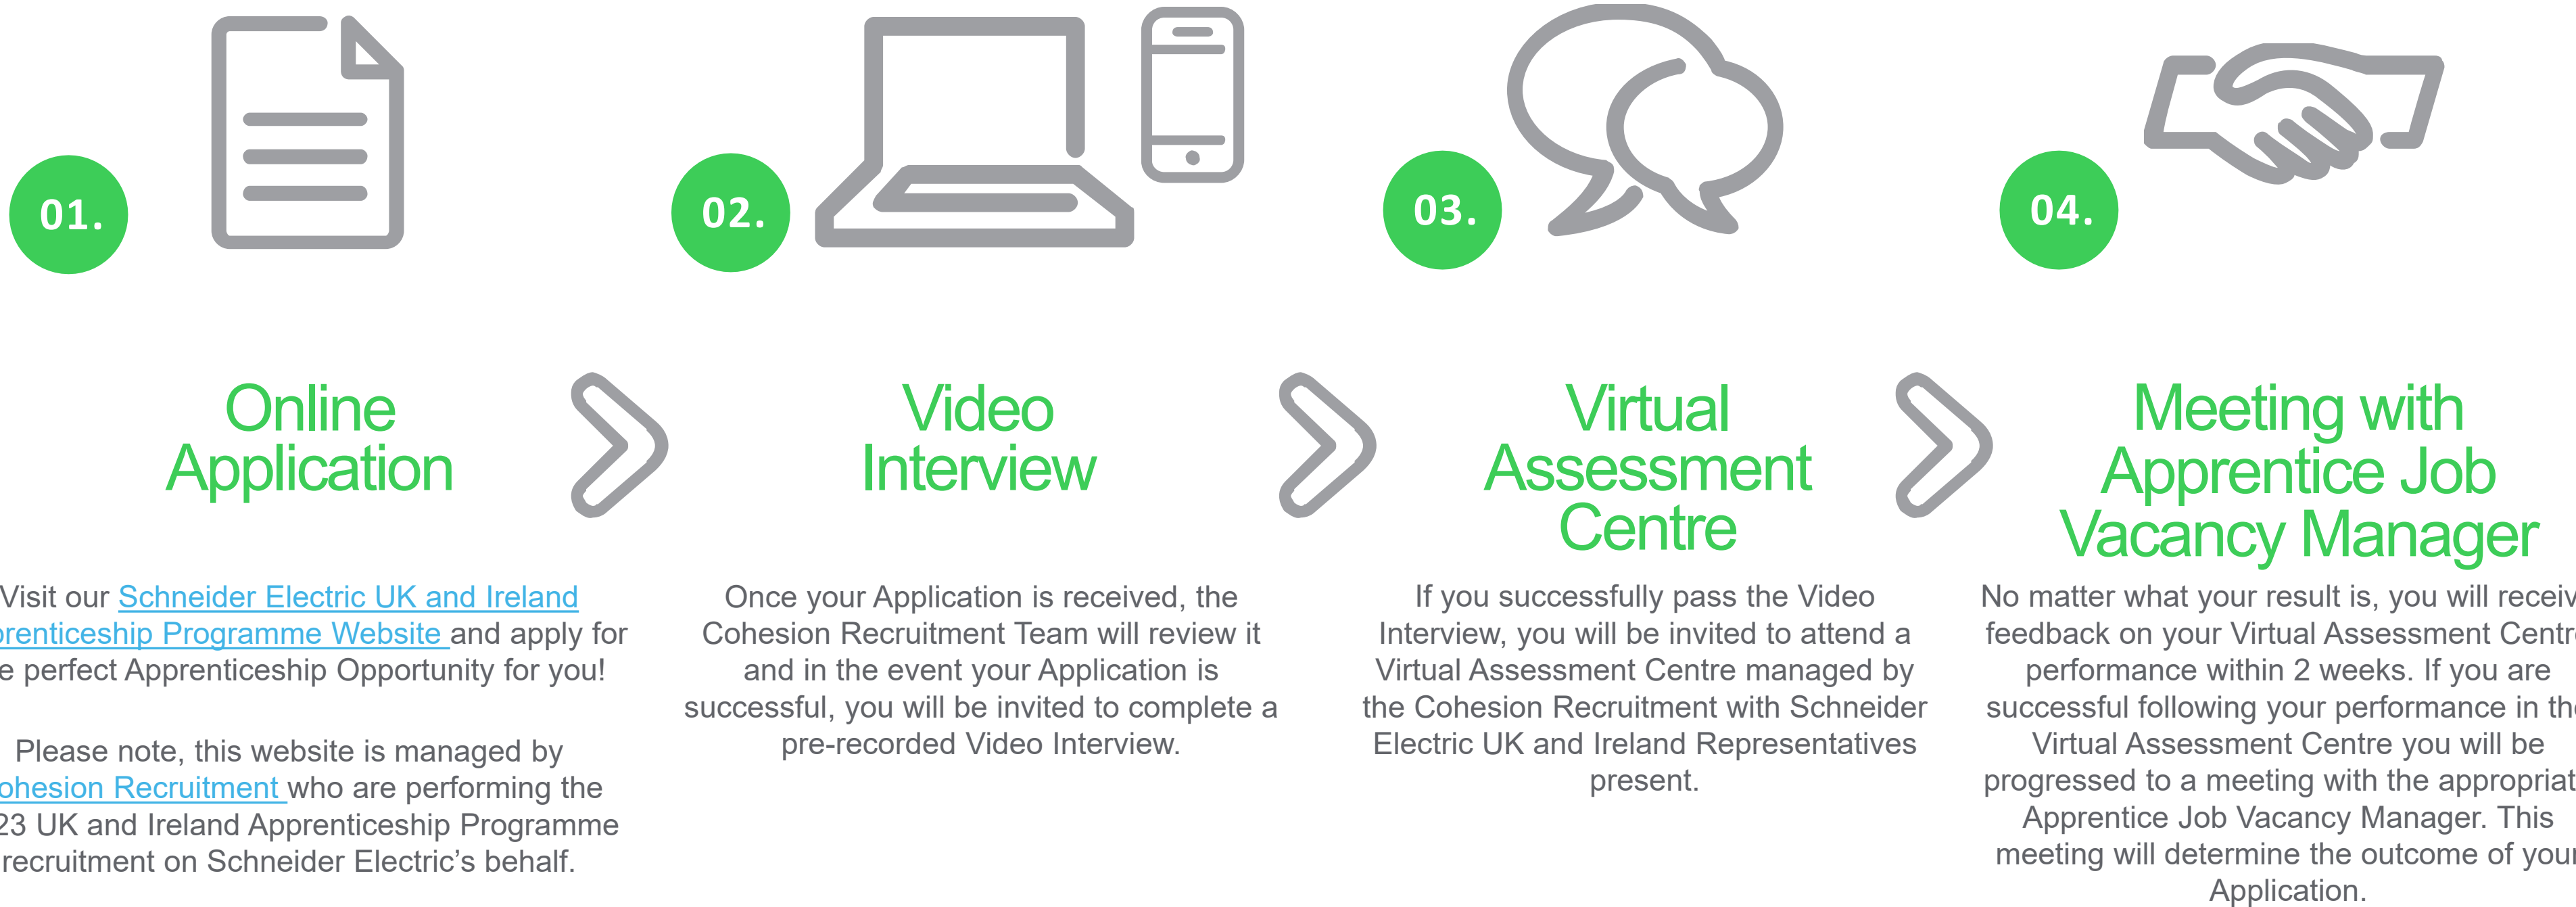 01.
Online
Application
Visit our Schneider Electric UK and Ireland
Programme Website and apply for
perfect Apprenticeship Opportunity for you!
Please note, this website is managed by
Recruitment who are performing the
UK and Ireland Apprenticeship Programme
recruitment on Schneider Electric's behalf.
02.
Video
Interview
Once your Application is received, the
Cohesion Recruitment Team will review it
and in the event your Application is
successful, you will be invited to complete a
pre-recorded Video Interview.
03.
Virtual
Assessment
Centre
If you successfully pass the Video
Interview, you will be invited to attend a
Virtual Assessment Centre managed by
the Cohesion Recruitment with Schneider
Electric UK and Ireland Representatives
present.
04.
Meeting with
Apprentice Job
Vacancy Manager
No matter what your result is, you will
feedback on your Virtual Assessment
performance within 2 weeks. If you are
successful following your performance in
Virtual Assessment Centre you will be
progressed to a meeting with the
Apprentice Job Vacancy Manager. This
meeting will determine the outcome of your
Application.